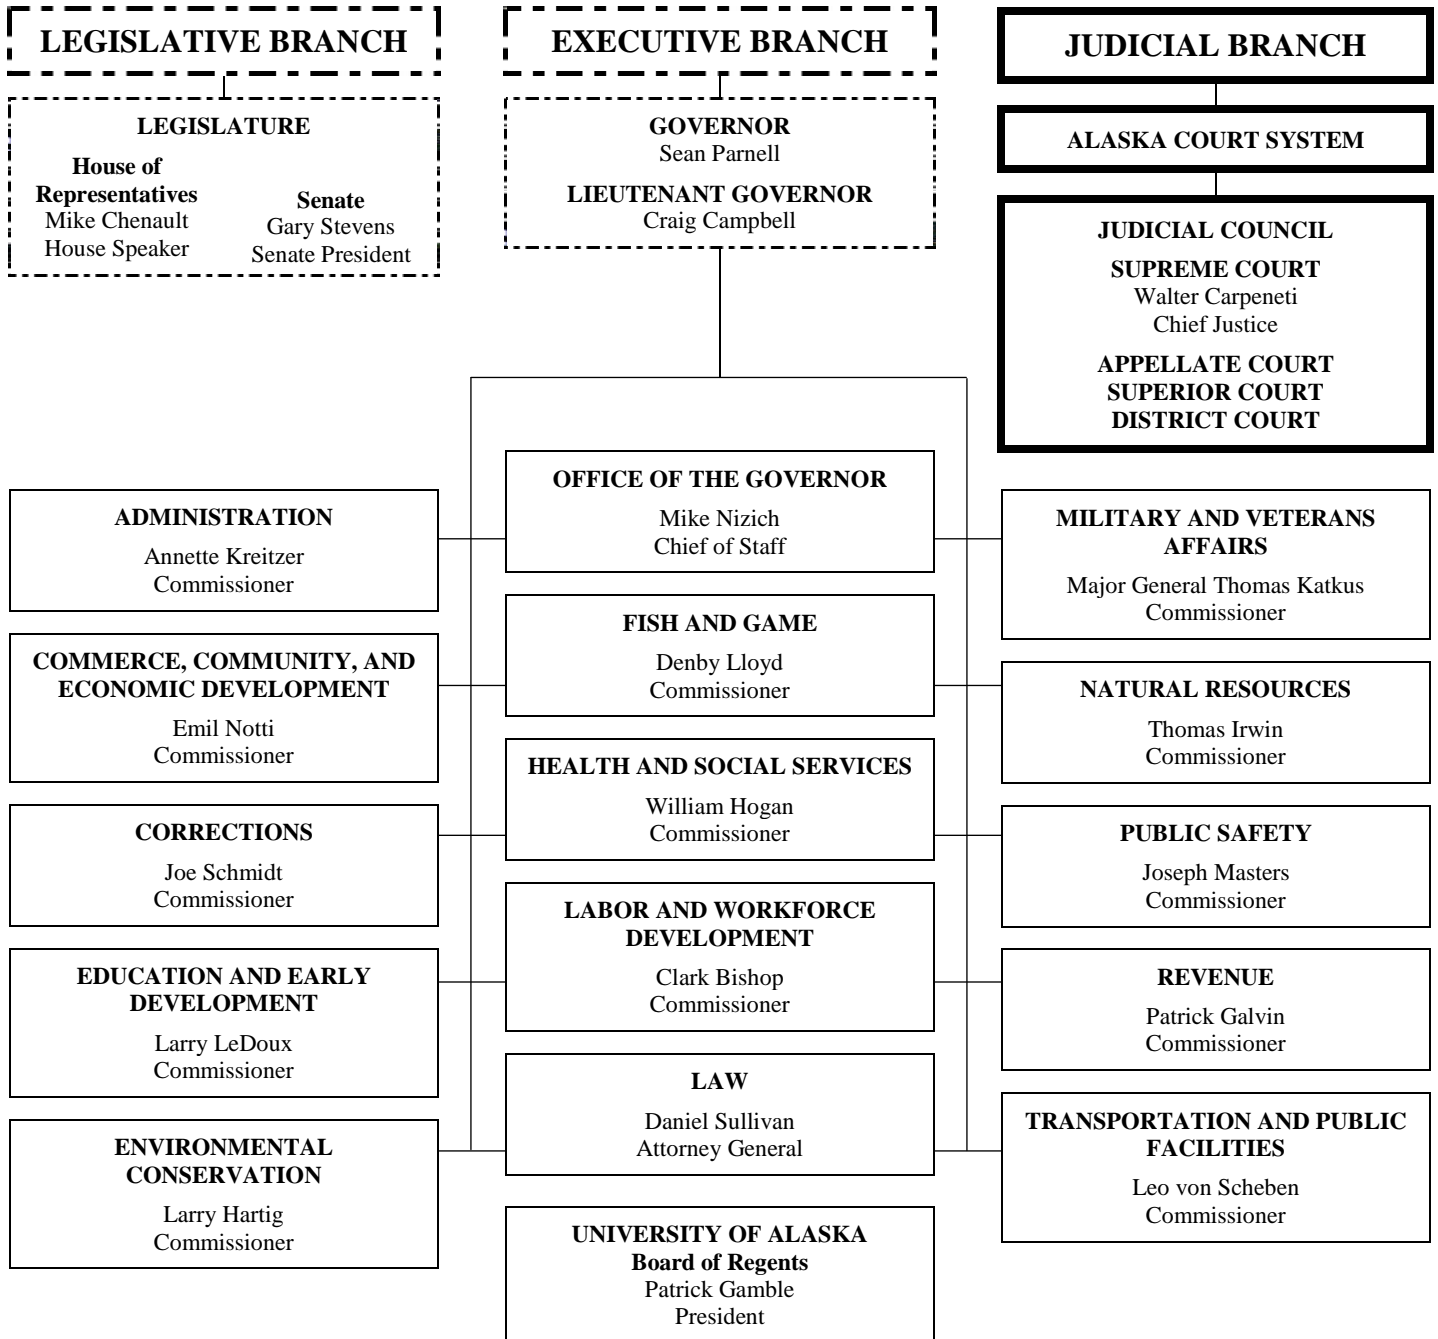 LEGISLATIVE BRANCH
LEGISLATURE
House of
Representatives
Mike Chenault
House Speaker
Senate
Gary Stevens
Senate President
EXECUTIVE BRANCH
GOVERNOR
Sean Parnell
LIEUTENANT GOVERNOR
Craig Campbell
JUDICIAL BRANCH
ALASKA COURT SYSTEM
JUDICIAL COUNCIL
SUPREME COURT
Walter Carpeneti
Chief Justice
APPELLATE COURT
SUPERIOR COURT
DISTRICT COURT
ADMINISTRATION
Annette Kreitzer
Commissioner
COMMERCE, COMMUNITY, AND
ECONOMIC DEVELOPMENT
Emil Notti
Commissioner
CORRECTIONS
Joe Schmidt
Commissioner
EDUCATION AND EARLY
DEVELOPMENT
Larry LeDoux
Commissioner
ENVIRONMENTAL
CONSERVATION
Larry Hartig
Commissioner
OFFICE OF THE GOVERNOR
Mike Nizich
Chief of Staff
FISH AND GAME
Denby Lloyd
Commissioner
HEALTH AND SOCIAL SERVICES
William Hogan
Commissioner
LABOR AND WORKFORCE
DEVELOPMENT
Clark Bishop
Commissioner
LAW
Daniel Sullivan
Attorney General
UNIVERSITY OF ALASKA
Board of Regents
Patrick Gamble
President
MILITARY AND VETERANS
AFFAIRS
Major General Thomas Katkus
Commissioner
NATURAL RESOURCES
Thomas Irwin
Commissioner
PUBLIC SAFETY
Joseph Masters
Commissioner
REVENUE
Patrick Galvin
Commissioner
TRANSPORTATION AND PUBLIC
FACILITIES
Leo von Scheben
Commissioner